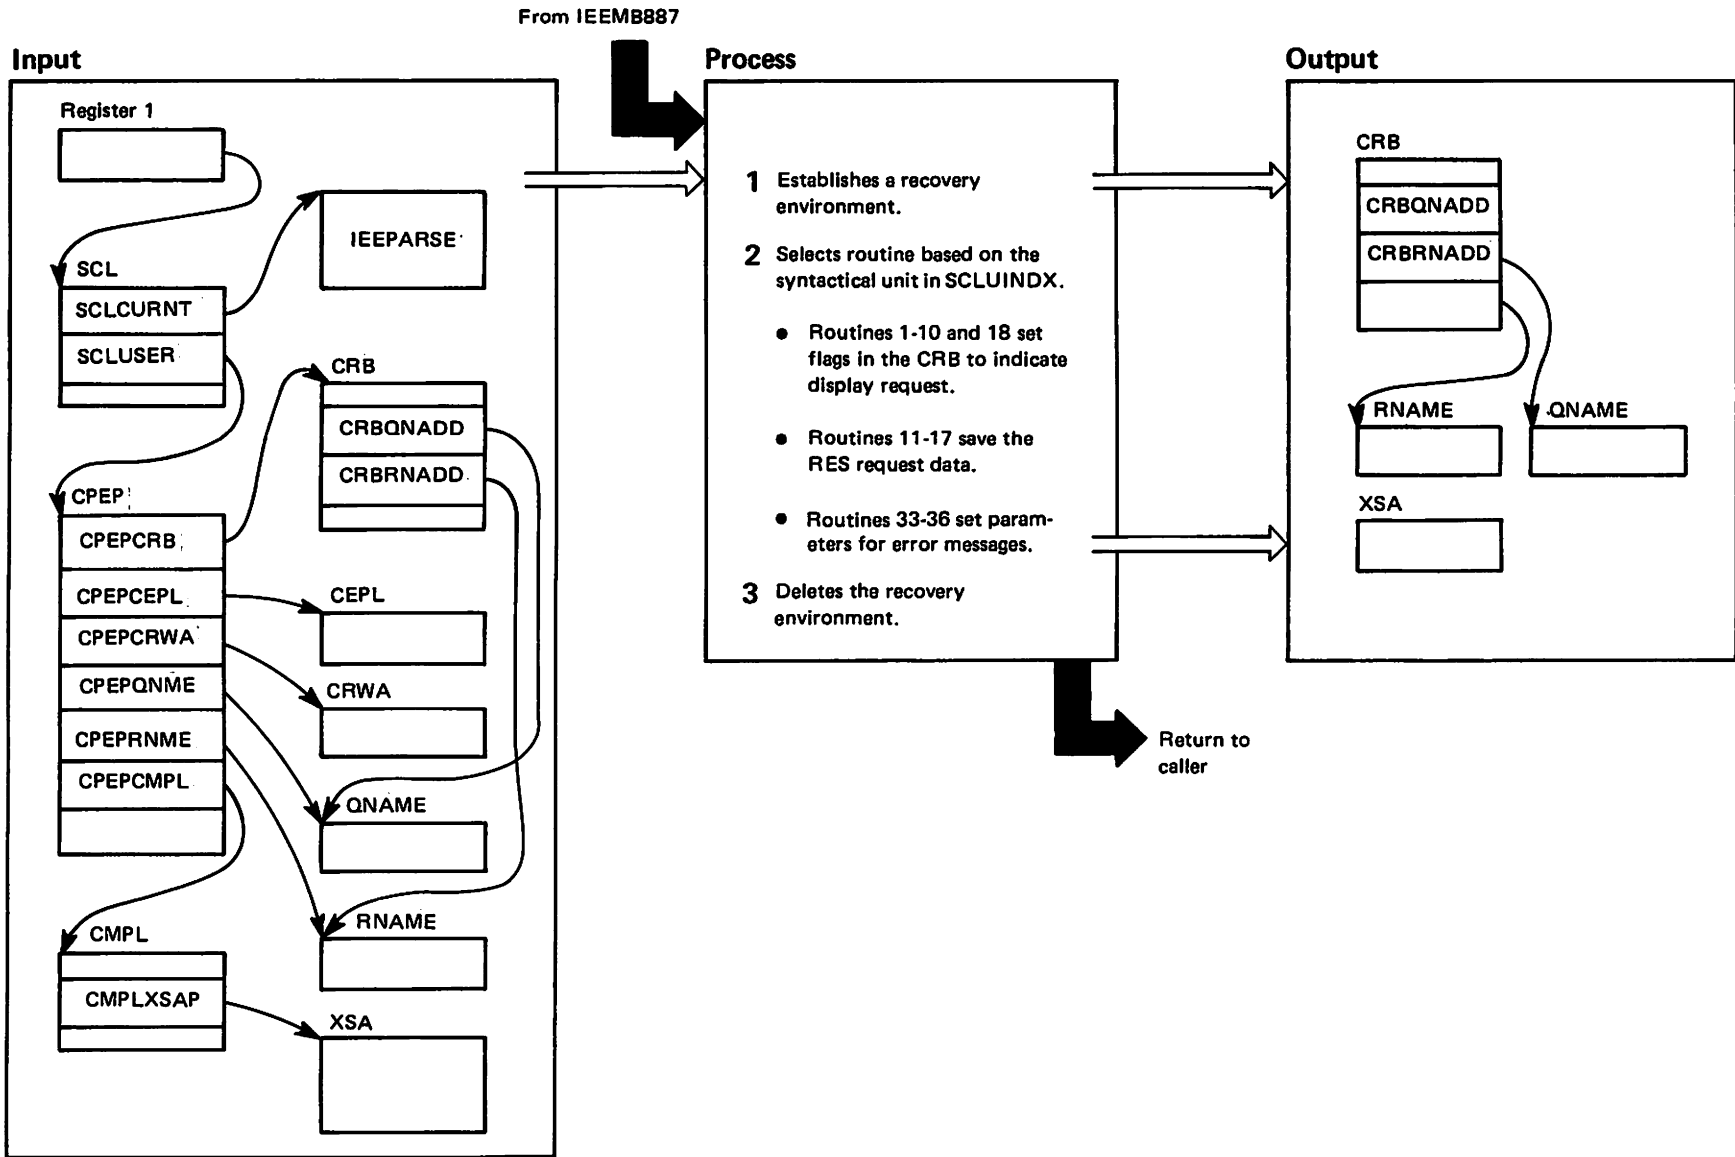 From IEEMB887
Input
Register 1
SCL
SCLCURNT
SCLUSER
IEEPARSE
CRB
CRBQNADD
CRBRNADD
CPEP
CPEPCRB
CPEPCEPL
CPEPCRWA
CPEPQNME
CPEPRNME
CPEPCMPL
CEPL
CRWA
QNAME
RNAME
CMPL
CMPLXSAP
XSA
Process
1 Establishes a recovery
environment.
2 Selects routine based on the
syntactical unit in SCLUINDX.
• Routines 1-10 and 18 set
flags in the CRB to indicate
display request.
• Routines 11-17 save the
RES request data.
• Routines 33-36 set param-
eters for error messages.
3 Deletes the recovery
environment.
Return to
caller
Output
CRB
CRBQNADD
CRBRNADD
RNAME
QNAME
XSA